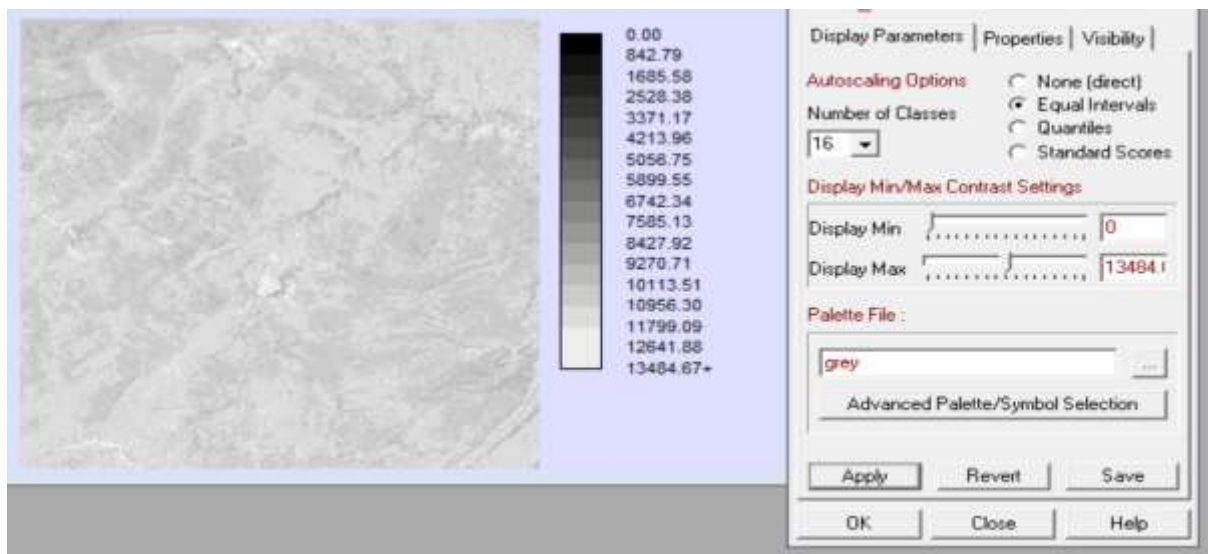 0.00
842.79
1685.58
2528.38
3371.17
4213.96
5056.75
5899.55
6742.34
7585.13
8427.92
9270.71
10113.51
10956.30
11799.09
12641.88
13484.67+
Display Parameters Properties Visibility
Autoscaling Options
None (direct)
Equal Intervals
Quantiles
Standard Scores
Number of Classes
16
Display Min/Max Contrast Settings
Display Min 0
Display Max 13484.
Palette File :
grey ...
Advanced Palette/Symbol Selection
Apply Revert Save
OK Close Help